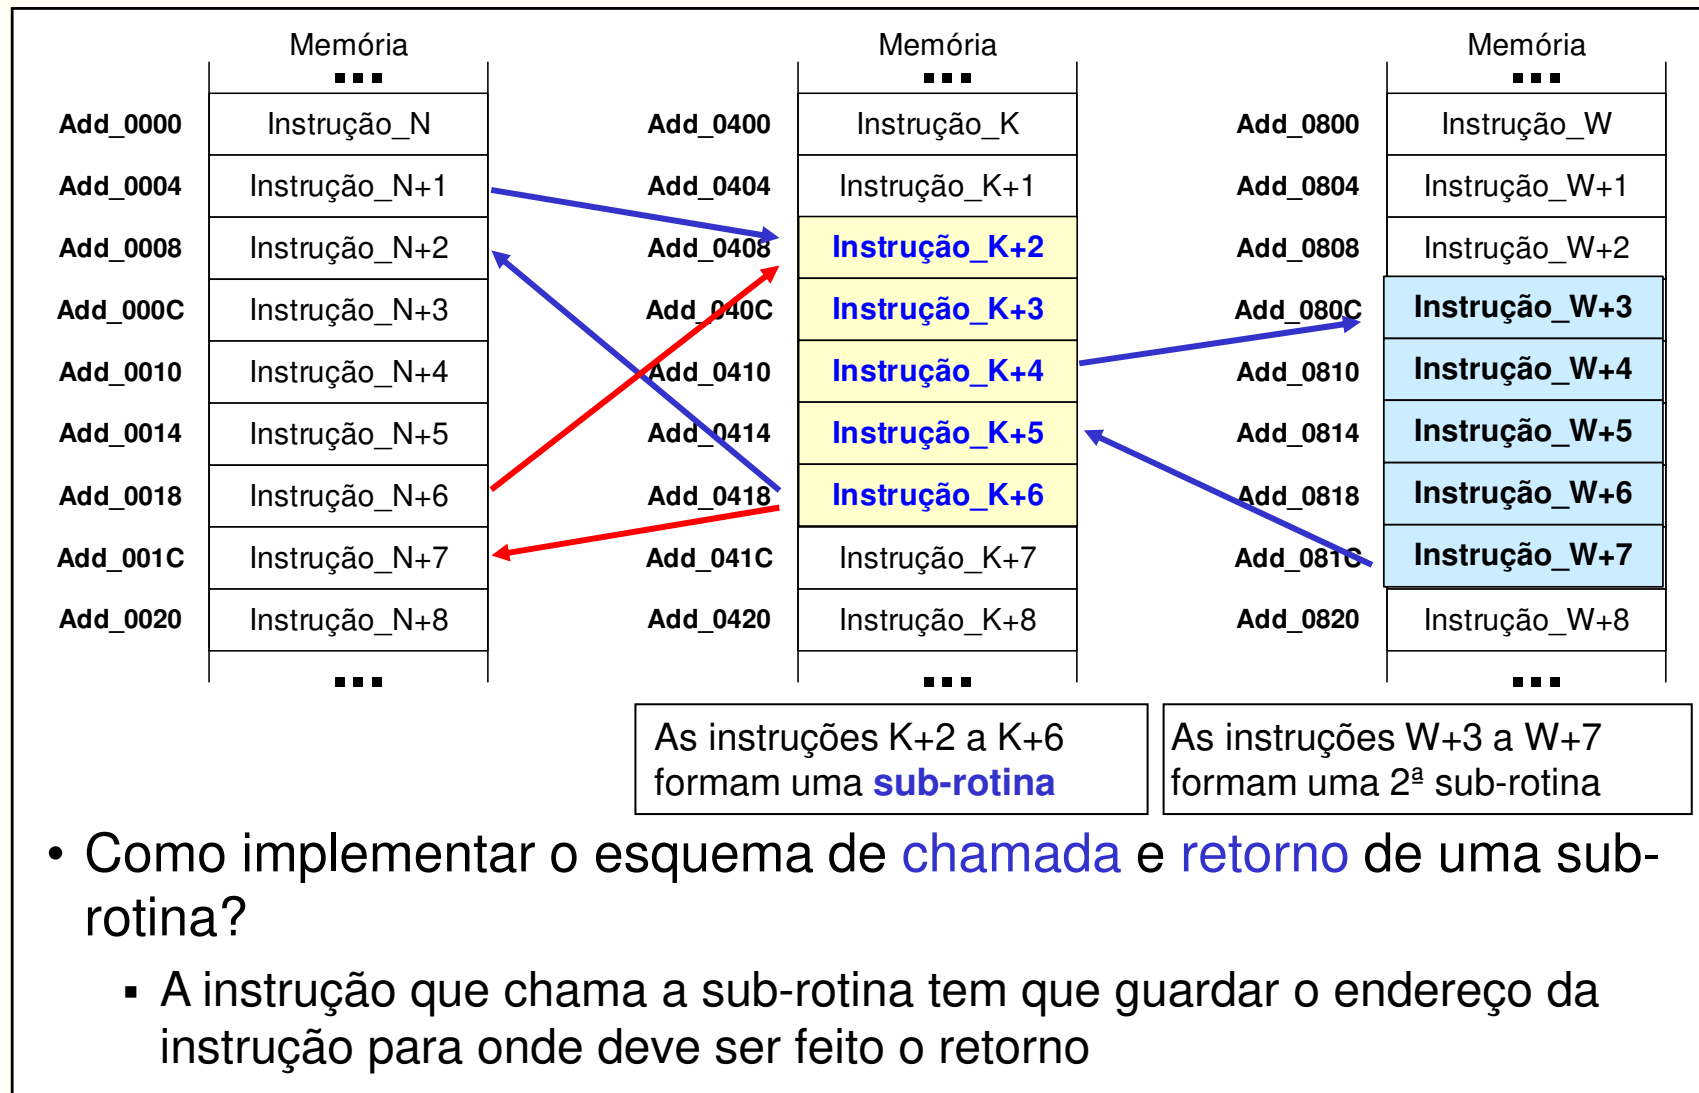 Memória Memória Memória
Add_0000 Instrução_N Add_0400 Instrução_K Add_0800 Instrução_W
Add_0004 Instrução_N+1 Add_0404 Instrução_K+1 Add_0804 Instrução_W+1
Add_0008 Instrução_N+2 Add_0408 Instrução_K+2 Add_0808 Instrução_W+2
Add_000C Instrução_N+3 Add_040C Instrução_K+3 Add_080C Instrução_W+3
Add_0010 Instrução_N+4 Add_0410 Instrução_K+4 Add_0810 Instrução_W+4
Add_0014 Instrução_N+5 Add_0414 Instrução_K+5 Add_0814 Instrução_W+5
Add_0018 Instrução_N+6 Add_0418 Instrução_K+6 Add_0818 Instrução_W+6
Add_001C Instrução_N+7 Add_041C Instrução_K+7 Add_081C Instrução_W+7
Add_0020 Instrução_N+8 Add_0420 Instrução_K+8 Add_0820 Instrução_W+8
As instruções K+2 a K+6
formam uma sub-rotina
As instruções W+3 a W+7
formam uma 2ª sub-rotina
• Como implementar o esquema de chamada e retorno de uma sub-
rotina?
▪ A instrução que chama a sub-rotina tem que guardar o endereço da
instrução para onde deve ser feito o retorno